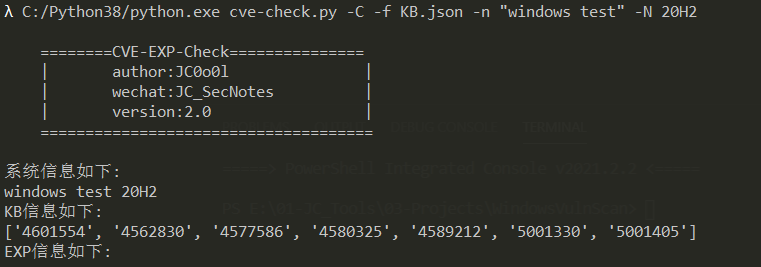 λ C:/Python38/python.exe cve-check.py -C -f KB.json -n "windows test" -N 20H2
========CVE-EXP-Check===============
| author:JC0o0l |
| wechat:JC_SecNotes |
| version:2.0 |
=====================================
系统信息如下:
windows test 20H2
KB信息如下:
['4601554', '4562830', '4577586', '4580325', '4589212', '5001330', '5001405']
EXP信息如下: